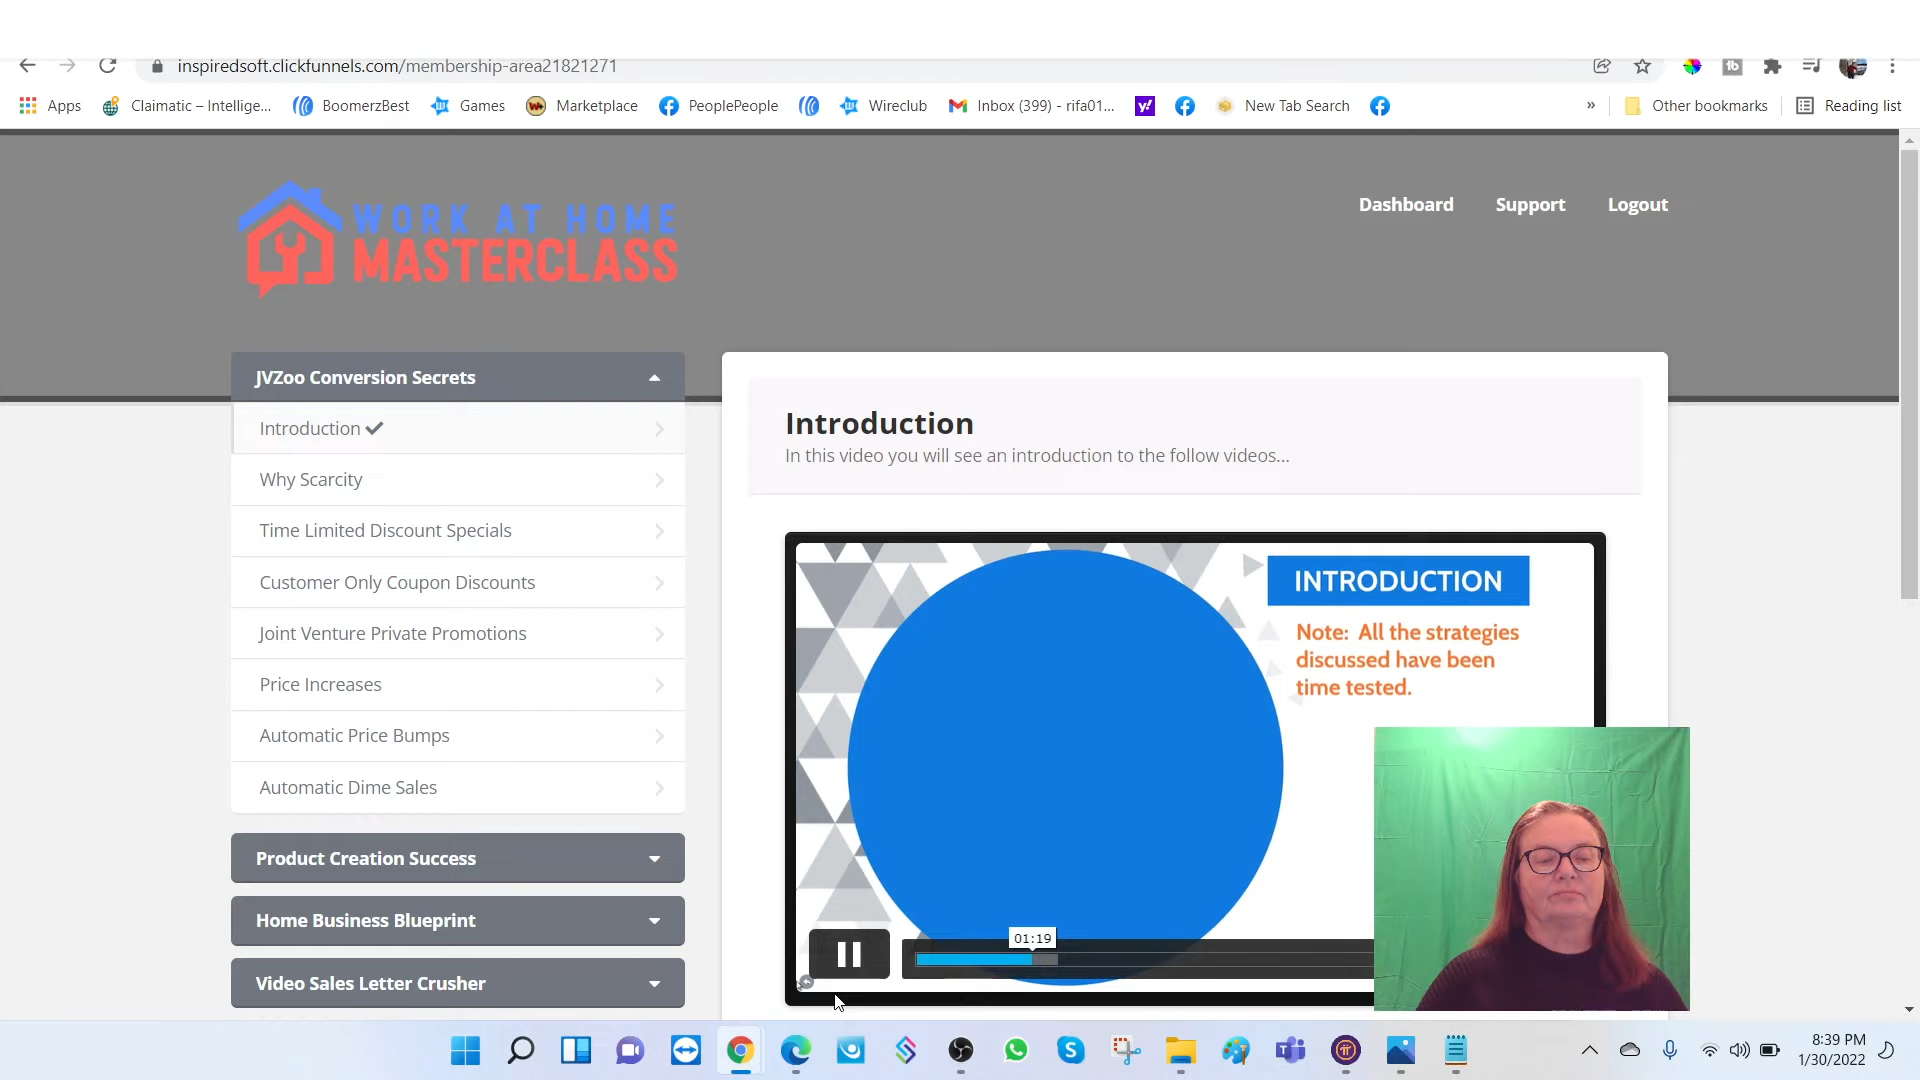 inspiredsoft.clickfunnels.com/membership-area21821271
Apps
Claimatic – Intellige...
BoomerzBest
Games
Marketplace
PeoplePeople
Wireclub
Inbox (399) - rifa01...
New Tab Search
»
Other bookmarks
Reading list
WORK AT HOME
MASTERCLASS
Dashboard
Support
Logout
JVZoo Conversion Secrets
Introduction
Why Scarcity
Time Limited Discount Specials
Customer Only Coupon Discounts
Joint Venture Private Promotions
Price Increases
Automatic Price Bumps
Automatic Dime Sales
Product Creation Success
Home Business Blueprint
Video Sales Letter Crusher
Introduction
In this video you will see an introduction to the follow videos...
INTRODUCTION
Note: All the strategies
discussed have been
time tested.
01:19
8:39 PM
1/30/2022